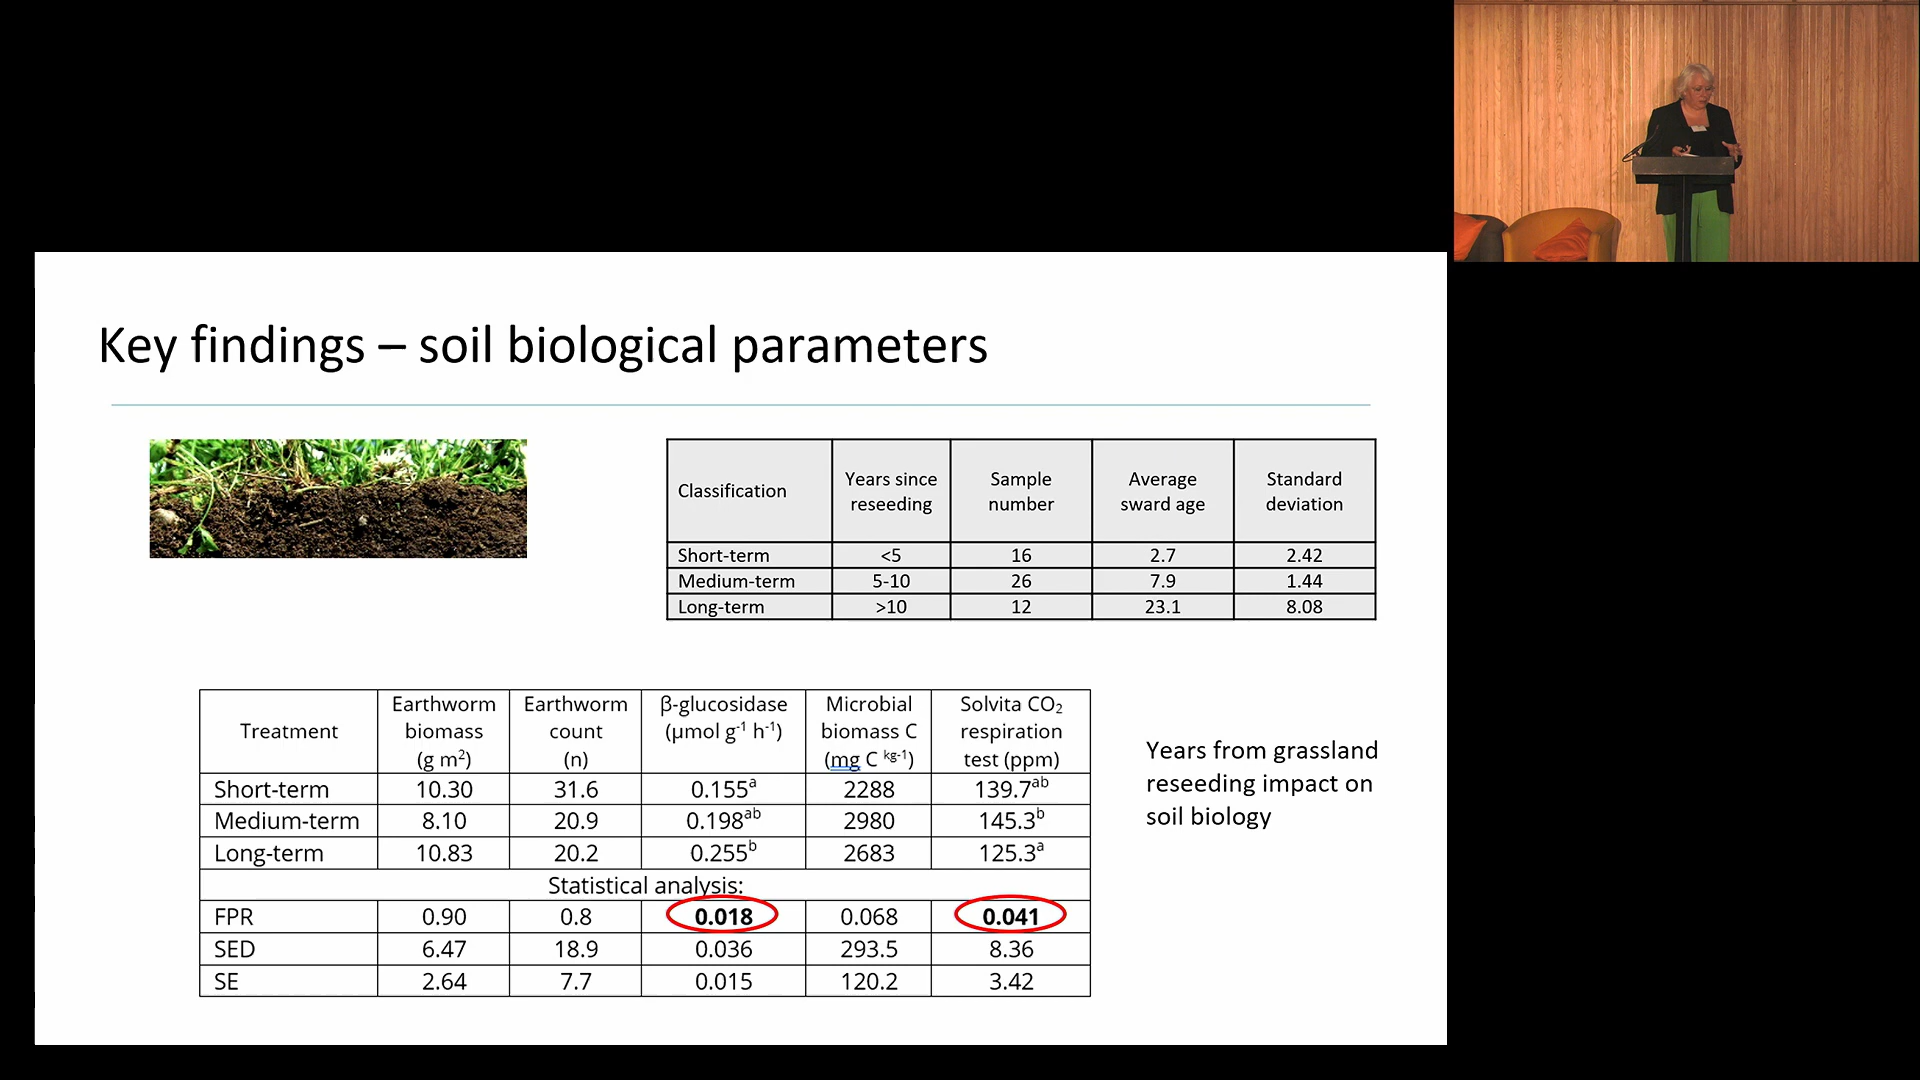 Key findings – soil biological parameters
Classification Years since reseeding Sample number Average sward age Standard deviation
Short-term <5 16 2.7 2.42
Medium-term 5-10 26 7.9 1.44
Long-term >10 12 23.1 8.08
Treatment Earthworm biomass (g m²) Earthworm count (n) β-glucosidase (µmol g⁻¹ h⁻¹) Microbial biomass C (mg C kg⁻¹) Solvita CO₂ respiration test (ppm)
Short-term 10.30 31.6 0.155ᵃ 2288 139.7ᵃᵇ
Medium-term 8.10 20.9 0.198ᵃᵇ 2980 145.3ᵇ
Long-term 10.83 20.2 0.255ᵇ 2683 125.3ᵃ
Statistical analysis:
FPR 0.90 0.8 0.018 0.068 0.041
SED 6.47 18.9 0.036 293.5 8.36
SE 2.64 7.7 0.015 120.2 3.42
Years from grassland
reseeding impact on
soil biology